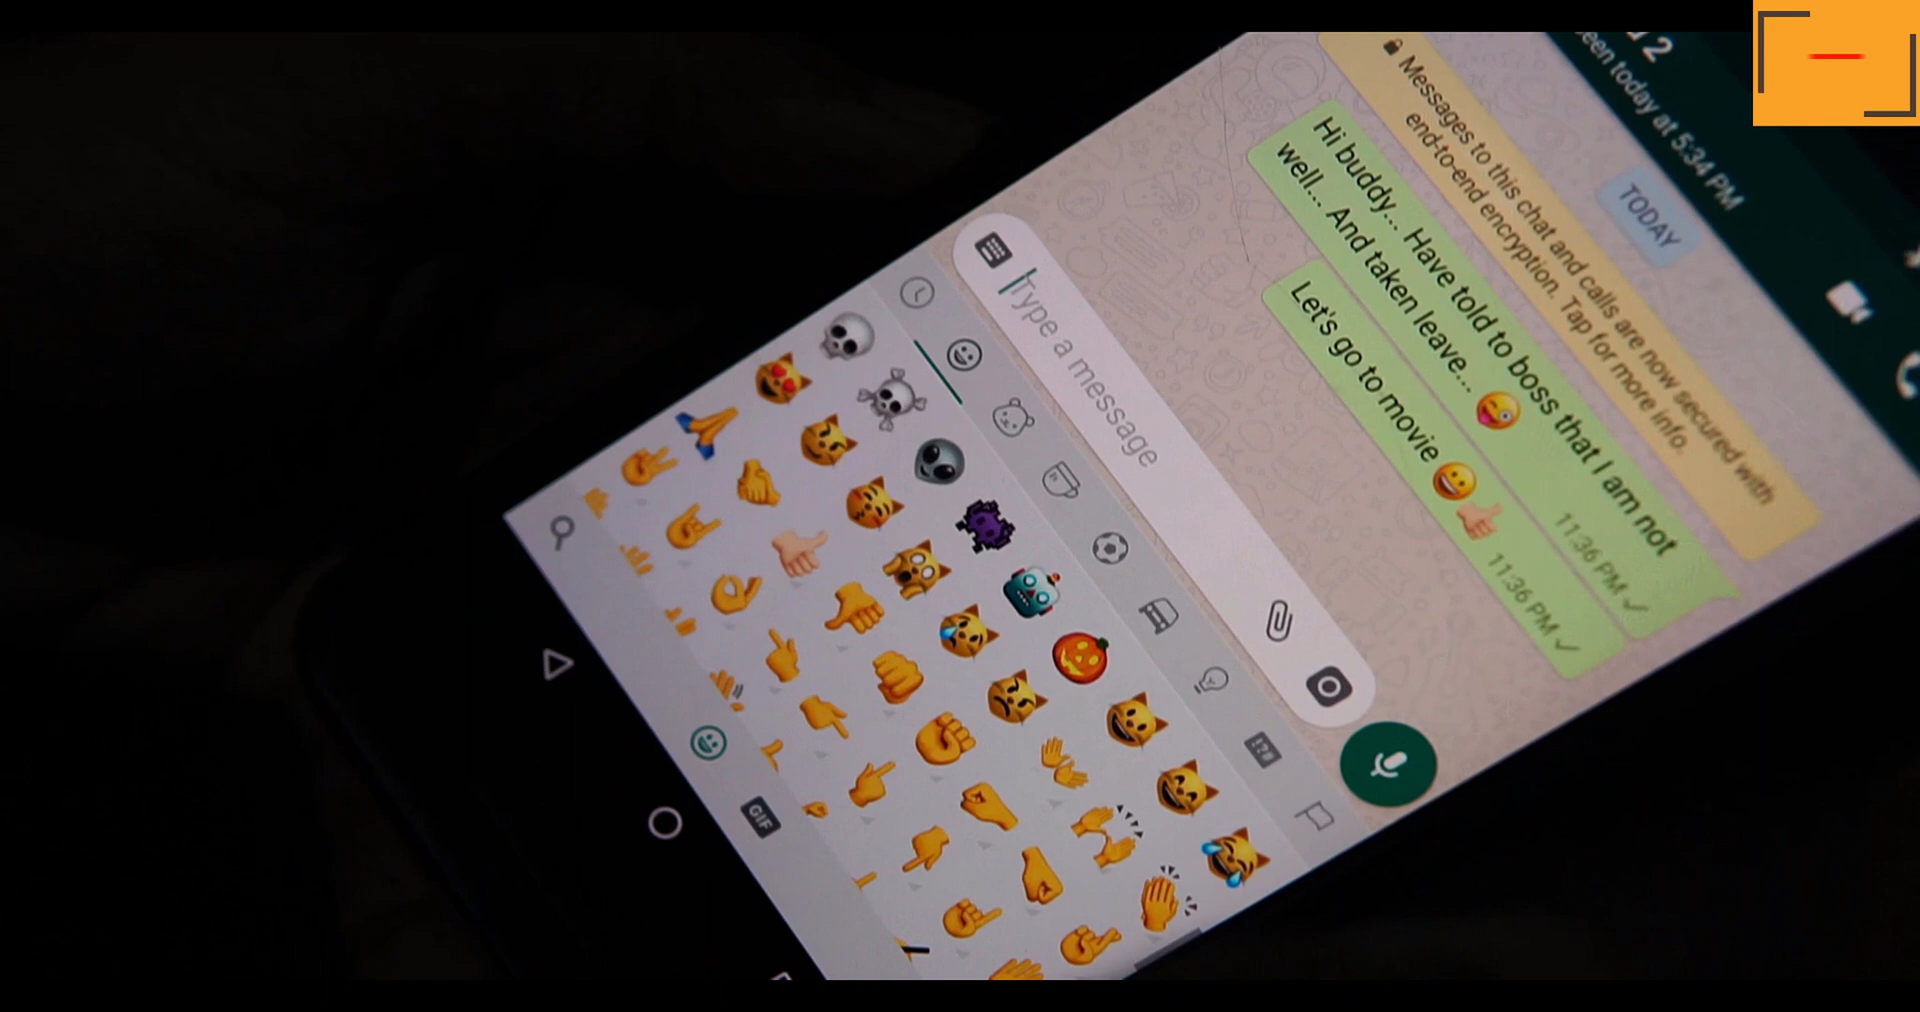 2
een today at 5:34 PM
TODAY
Messages to this chat and calls are now secured with
end-to-end encryption. Tap for more info.
Hi buddy... Have told to boss that I am not
well... And taken leave... 😜
11:36 PM ✓
Let's go to movie 😀👍🏻
11:36 PM ✓
Type a message
!?#
GIF